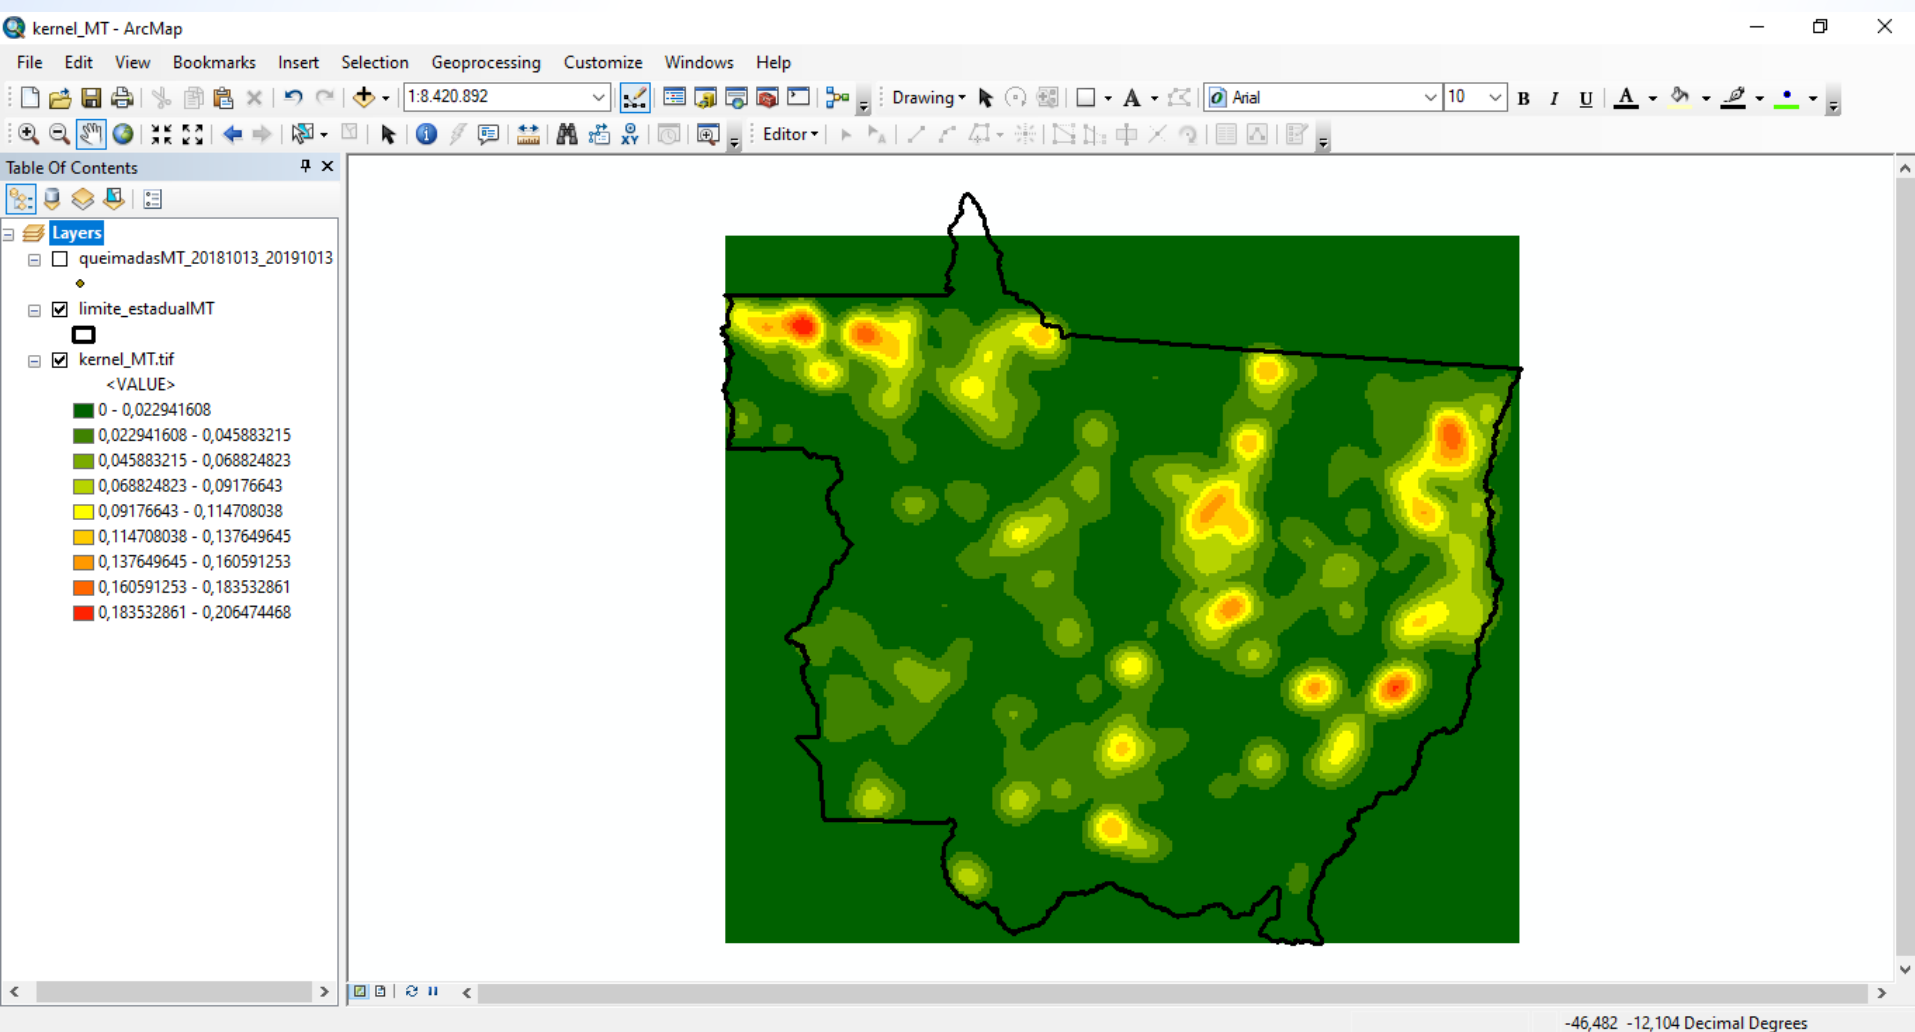 kernel_MT - ArcMap
File Edit View Bookmarks Insert Selection Geoprocessing Customize Windows Help
1:8.420.892 Drawing A Arial 10 B I U A
Editor
Table Of Contents
Layers
queimadasMT_20181013_20191013
limite_estadualMT
kernel_MT.tif
<VALUE>
0 - 0,022941608
0,022941608 - 0,045883215
0,045883215 - 0,068824823
0,068824823 - 0,09176643
0,09176643 - 0,114708038
0,114708038 - 0,137649645
0,137649645 - 0,160591253
0,160591253 - 0,183532861
0,183532861 - 0,206474468
-46,482 -12,104 Decimal Degrees